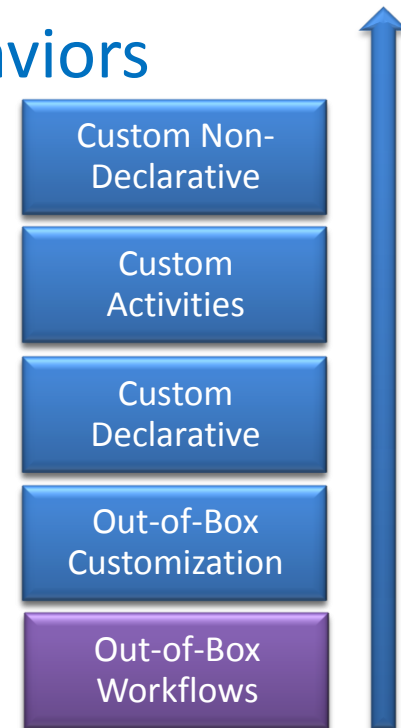 aviors
Custom Non-
Declarative
Custom
Activities
Custom
Declarative
Out-of-Box
Customization
Out-of-Box
Workflows